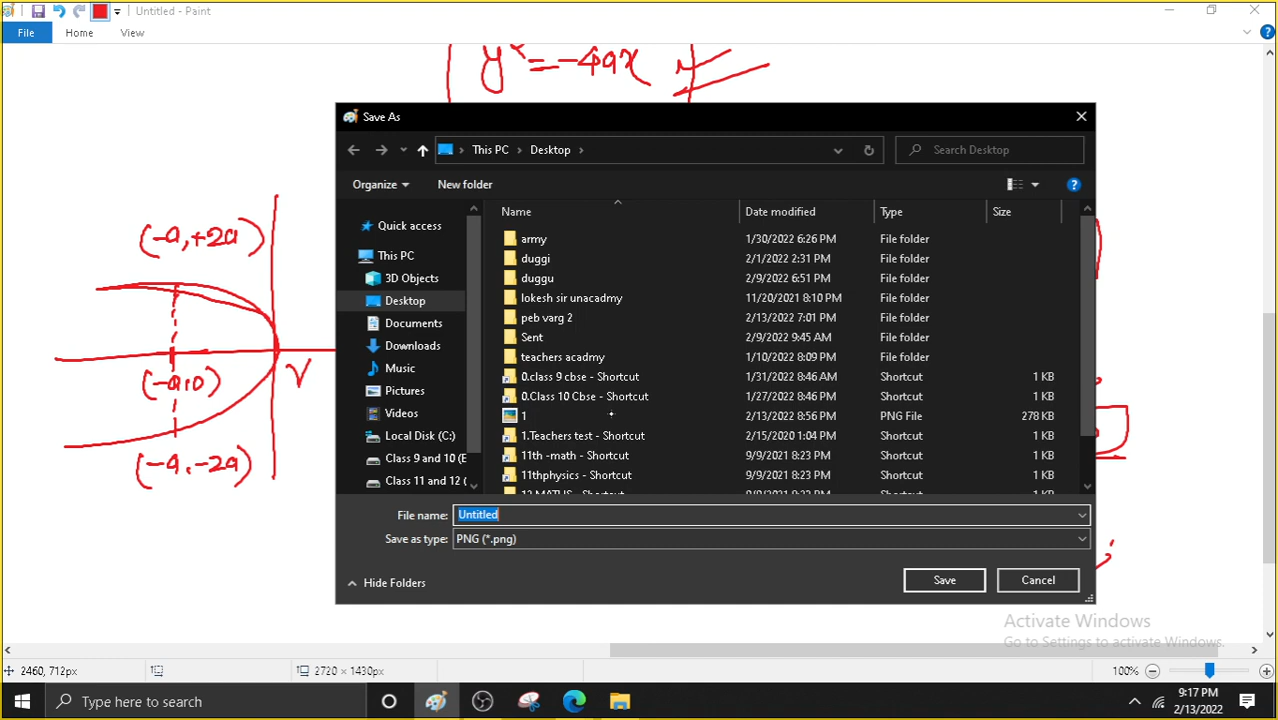 Untitled - Paint
File Home View
y² = -4ax
(-a, +2a)
(-a, 0)
V
(-a, -2a)
Save As
This PC > Desktop >
Search Desktop
Organize New folder
Name Date modified Type Size
army 1/30/2022 6:26 PM File folder
duggi 2/1/2022 2:31 PM File folder
duggu 2/9/2022 6:51 PM File folder
lokesh sir unacadmy 11/20/2021 8:10 PM File folder
peb varg 2 2/13/2022 7:01 PM File folder
Sent 2/9/2022 9:45 AM File folder
teachers acadmy 1/10/2022 8:09 PM File folder
0.class 9 cbse - Shortcut 1/31/2022 8:46 AM Shortcut 1 KB
0.Class 10 Cbse - Shortcut 1/27/2022 8:46 PM Shortcut 1 KB
1 2/13/2022 8:56 PM PNG File 278 KB
1.Teachers test - Shortcut 2/15/2020 1:04 PM Shortcut 1 KB
11th -math - Shortcut 9/9/2021 8:23 PM Shortcut 1 KB
11thphysics - Shortcut 9/9/2021 8:23 PM Shortcut 1 KB
Quick access
This PC
3D Objects
Desktop
Documents
Downloads
Music
Pictures
Videos
Local Disk (C:)
Class 9 and 10 (E
Class 11 and 12 (
File name: Untitled
Save as type: PNG (*.png)
Hide Folders
Save Cancel
Activate Windows
Go to Settings to activate Windows.
2460, 712px 2720 × 1430px 100%
Type here to search
9:17 PM
2/13/2022